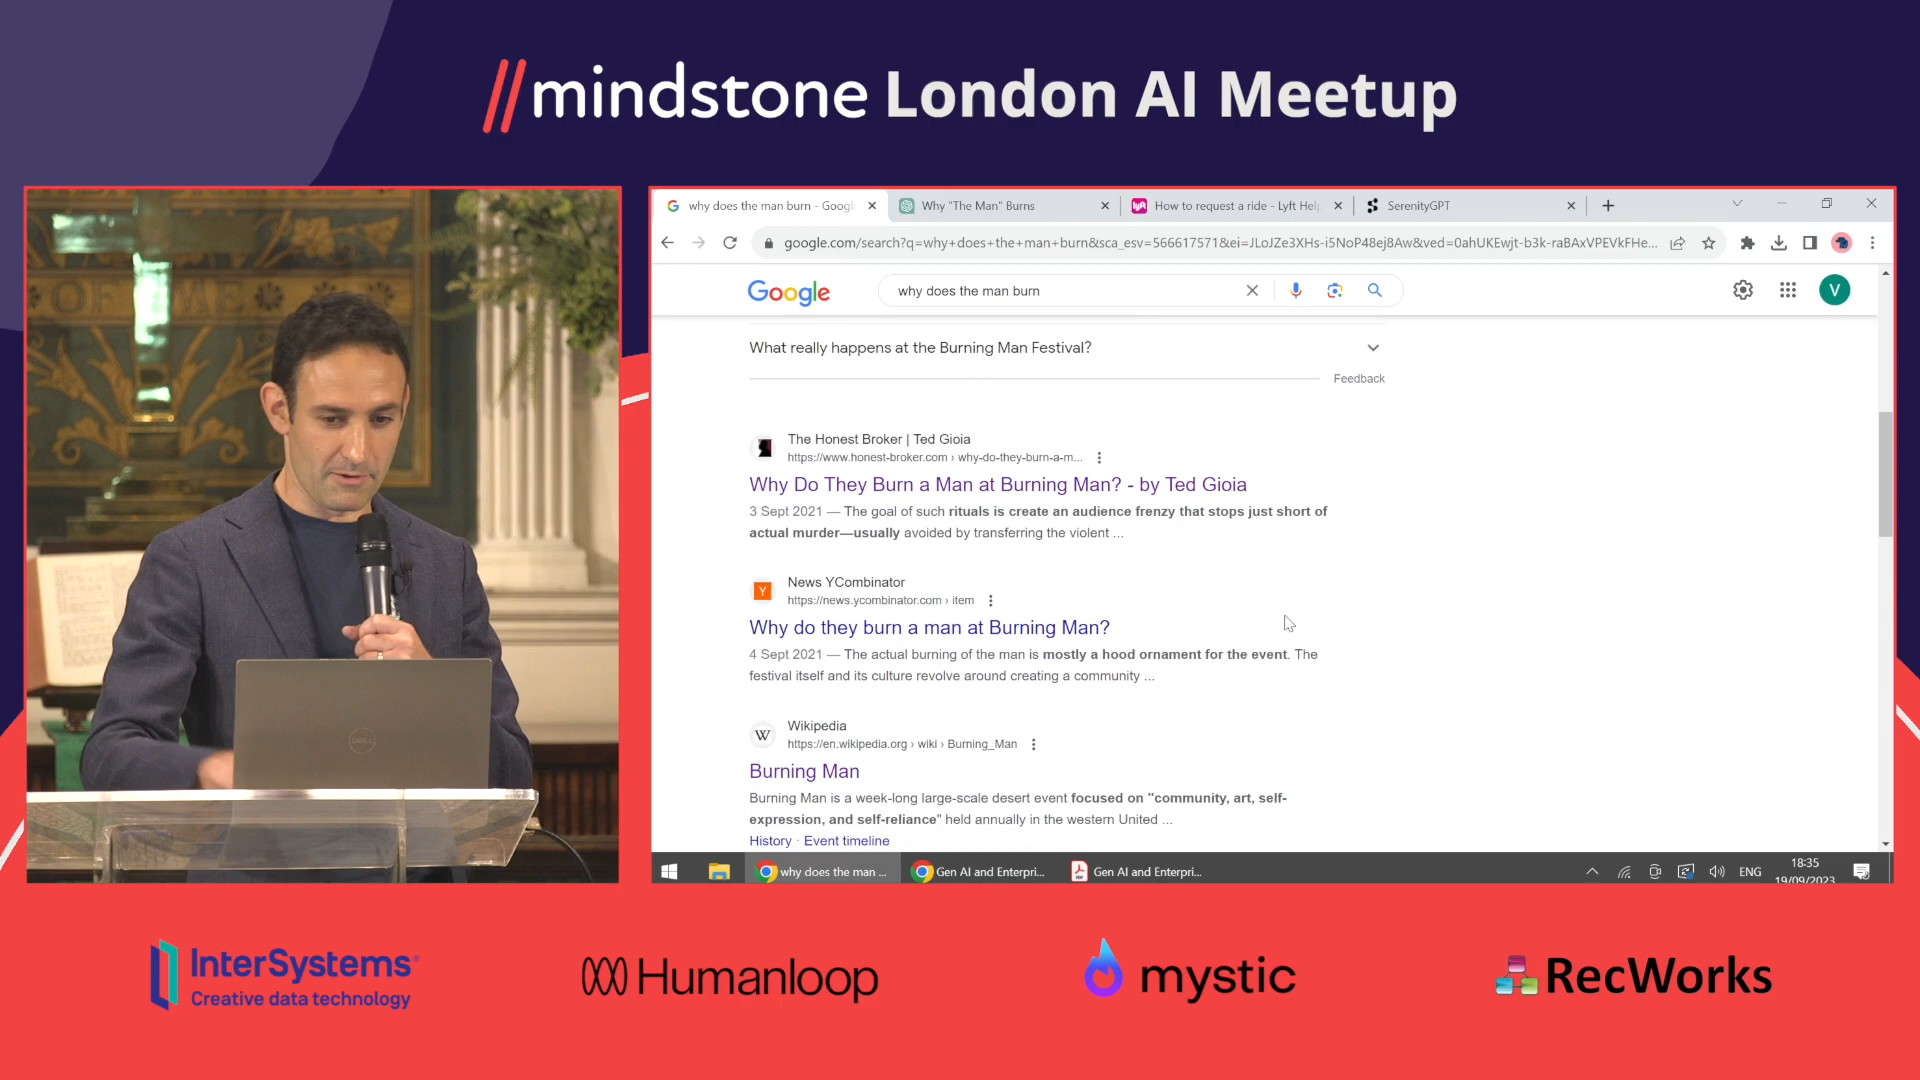 //mindstone London AI Meetup
why does the man burn - Googl
Why "The Man" Burns
How to request a ride - Lyft Help
SerenityGPT
google.com/search?q=why+does+the+man+burn&sca_esv=566617571&ei=JLoJZe3XHs-i5NoP48ej8Aw&ved=0ahUKEwjt-b3k-raBAxVPEVkFHe...
Google
why does the man burn
V
What really happens at the Burning Man Festival?
Feedback
The Honest Broker | Ted Gioia
https://www.honest-broker.com › why-do-they-burn-a-m...
Why Do They Burn a Man at Burning Man? - by Ted Gioia
3 Sept 2021 — The goal of such rituals is create an audience frenzy that stops just short of
actual murder—usually avoided by transferring the violent ...
Y
News YCombinator
https://news.ycombinator.com › item
Why do they burn a man at Burning Man?
4 Sept 2021 — The actual burning of the man is mostly a hood ornament for the event. The
festival itself and its culture revolve around creating a community ...
W
Wikipedia
https://en.wikipedia.org › wiki › Burning_Man
Burning Man
Burning Man is a week-long large-scale desert event focused on "community, art, self-
expression, and self-reliance" held annually in the western United ...
History · Event timeline
why does the man ...
Gen AI and Enterpri...
Gen AI and Enterpri...
ENG
18:35
19/09/2023
DELL
InterSystems
Creative data technology
Humanloop
mystic
RecWorks